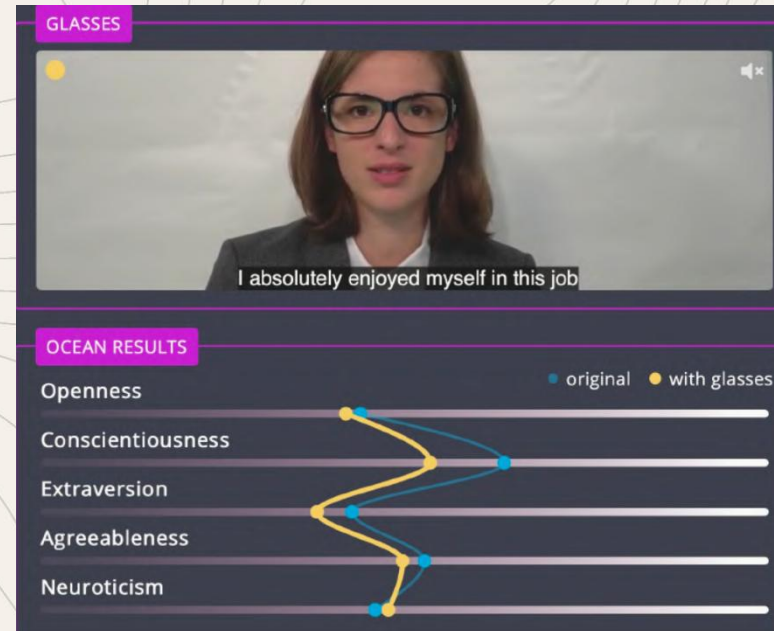 GLASSES
I absolutely enjoyed myself in this job
OCEAN RESULTS
original with glasses
Openness
Conscientiousness
Extraversion
Agreeableness
Neuroticism